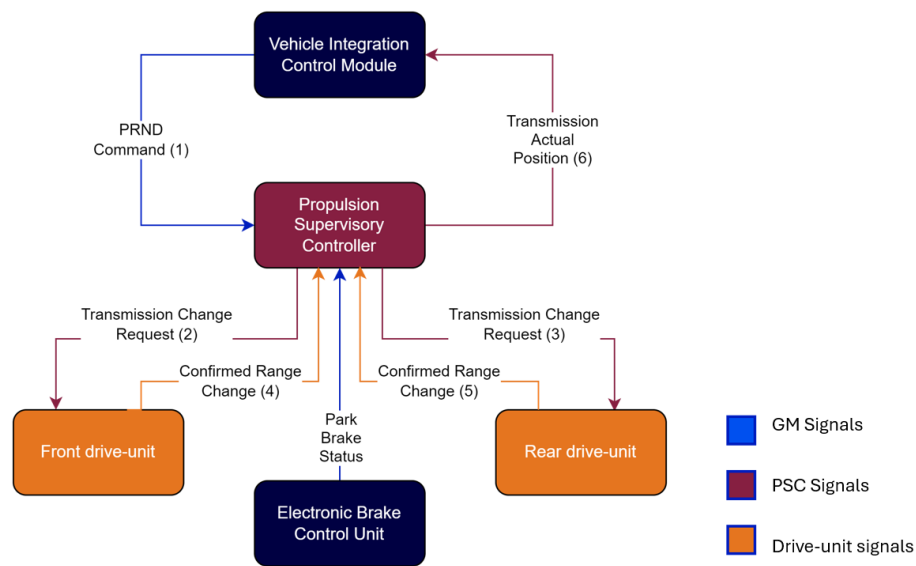 Vehicle Integration
Control Module
PRND
Command (1)
Transmission
Actual
Position (6)
Propulsion
Supervisory
Controller
Transmission Change
Request (2)
Transmission Change
Request (3)
Confirmed Range
Change (4)
Confirmed Range
Change (5)
Park
Brake
Status
Front drive-unit
Rear drive-unit
Electronic Brake
Control Unit
GM Signals
PSC Signals
Drive-unit signals